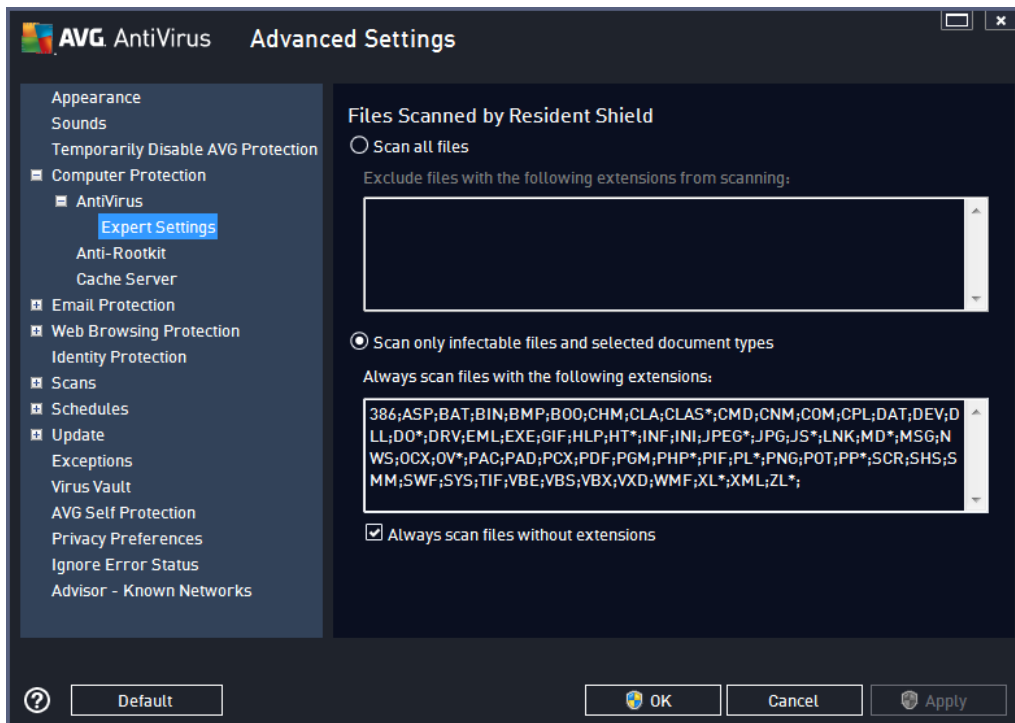 AVG. AntiVirus Advanced Settings
Appearance
Sounds
Temporarily Disable AVG Protection
Computer Protection
AntiVirus
Expert Settings
Anti-Rootkit
Cache Server
Email Protection
Web Browsing Protection
Identity Protection
Scans
Schedules
Update
Exceptions
Virus Vault
AVG Self Protection
Privacy Preferences
Ignore Error Status
Advisor - Known Networks
Files Scanned by Resident Shield
Scan all files
Exclude files with the following extensions from scanning:
Scan only infectable files and selected document types
Always scan files with the following extensions:
386;ASP;BAT;BIN;BMP;BOO;CHM;CLA;CLAS*;CMD;CNM;COM;CPL;DAT;DEV;D
LL;DO*;DRV;EML;EXE;GIF;HLP;HT*;INF;INI;JPEG*;JPG;JS*;LNK;MD*;MSG;N
WS;OCX;OV*;PAC;PAD;PCX;PDF;PGM;PHP*;PIF;PL*;PNG;POT;PP*;SCR;SHS;S
MM;SWF;SYS;TIF;VBE;VBS;VBX;VXD;WMF;XL*;XML;ZL*;
Always scan files without extensions
Default
OK
Cancel
Apply